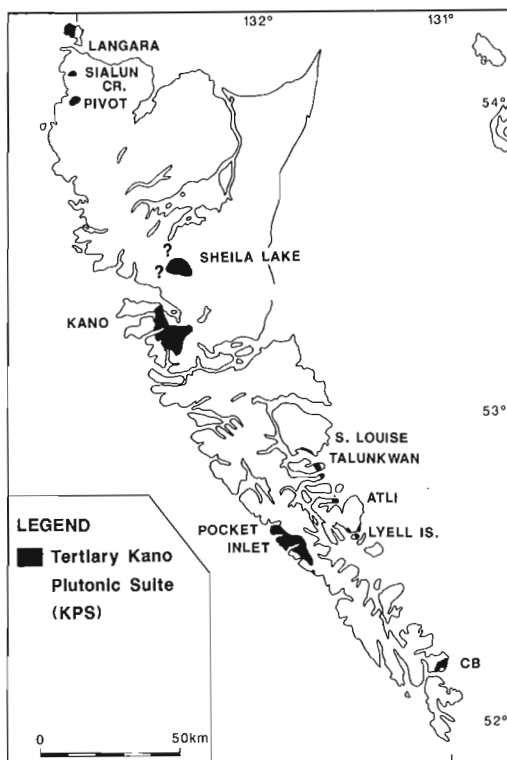 132°
131°
LANGARA
SIALUN
CR.
PIVOT
54°
?
?
SHEILA LAKE
KANO
53°
S. LOUISE
TALUNKWAN
ATLI
LYELL IS.
POCKET
INLET
CB
52°
LEGEND
Tertiary Kano
Plutonic Suite
(KPS)
0 50km